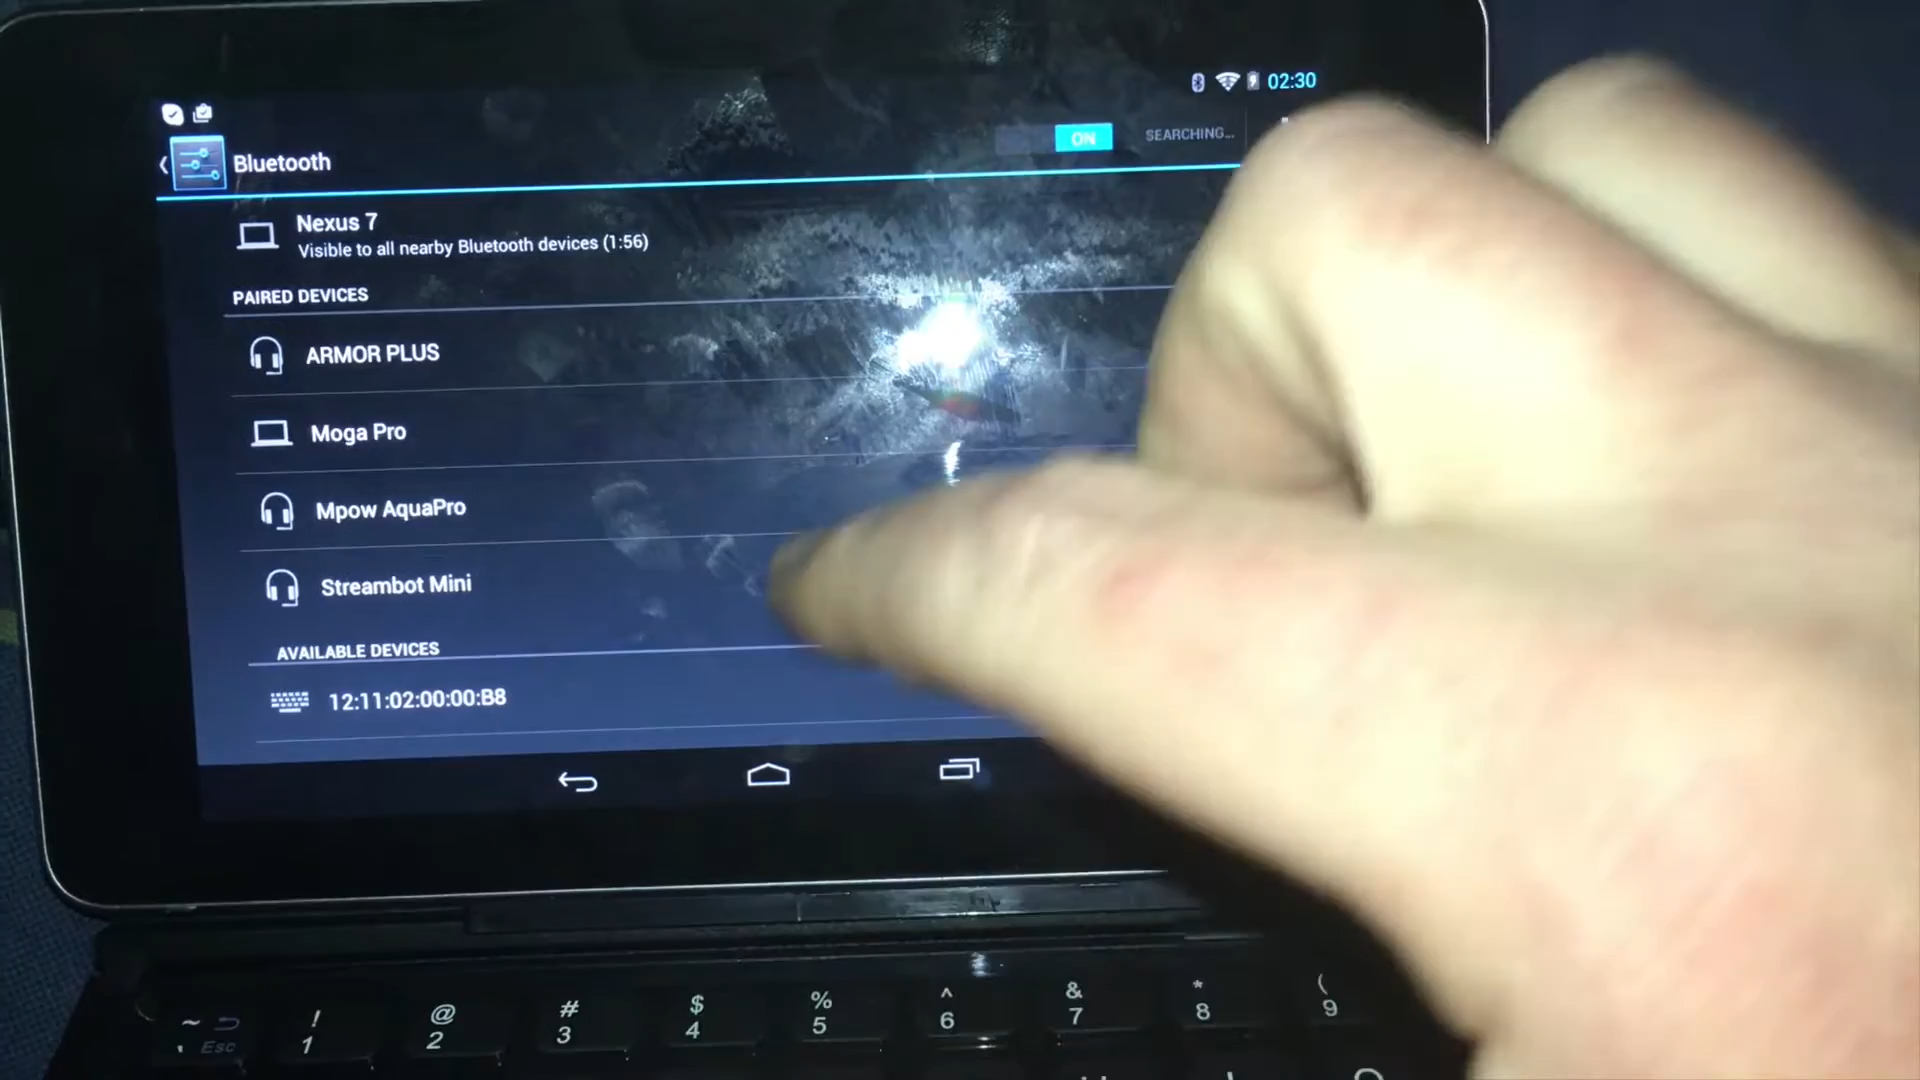 02:30
Bluetooth
ON
SEARCHING...
Nexus 7
Visible to all nearby Bluetooth devices (1:56)
PAIRED DEVICES
ARMOR PLUS
Moga Pro
Mpow AquaPro
Streambot Mini
AVAILABLE DEVICES
12:11:02:00:00:B8
~ ! @ # $ % ^ & * (
` Esc 1 2 3 4 5 6 7 8 9